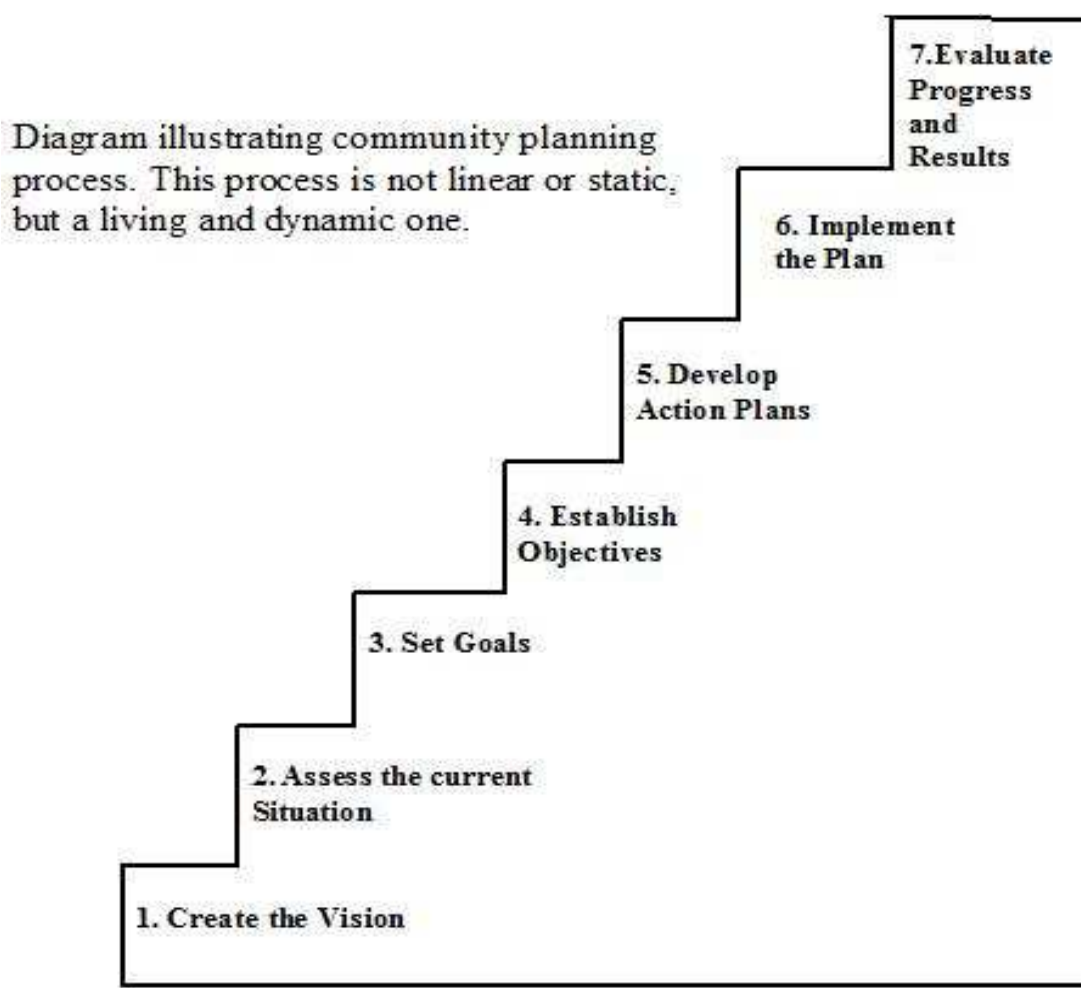 7.Evaluate
Progress
and
Results
Diagram illustrating community planning
process. This process is not linear or static,
but a living and dynamic one.
6. Implement
the Plan
5. Develop
Action Plans
4. Establish
Objectives
3. Set Goals
2. Assess the current
Situation
1. Create the Vision